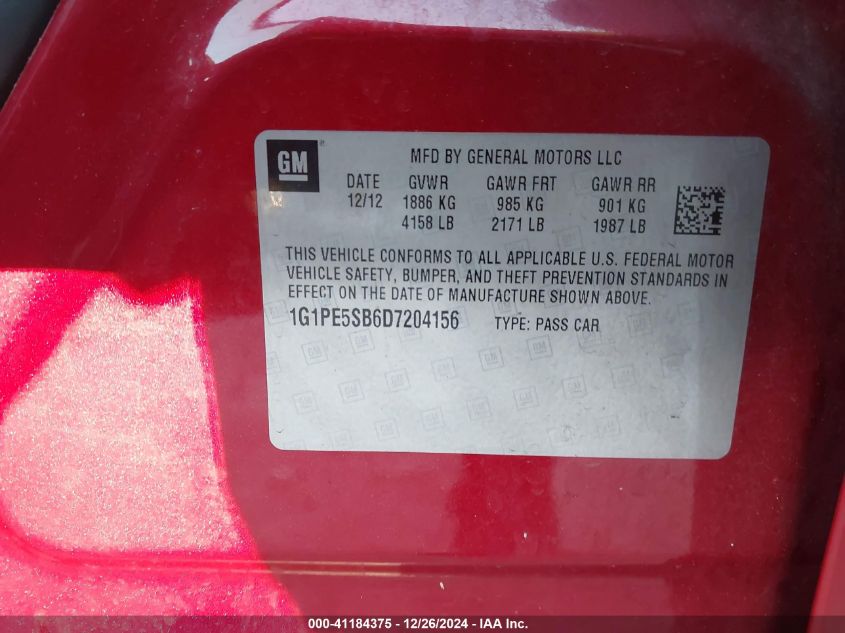 GM
MFD BY GENERAL MOTORS LLC
DATE GVWR GAWR FRT GAWR RR
12/12 1886 KG 985 KG 901 KG
4158 LB 2171 LB 1987 LB
THIS VEHICLE CONFORMS TO ALL APPLICABLE U.S. FEDERAL MOTOR
VEHICLE SAFETY, BUMPER, AND THEFT PREVENTION STANDARDS IN
EFFECT ON THE DATE OF MANUFACTURE SHOWN ABOVE.
1G1PE5SB6D7204156 TYPE: PASS CAR
000-41184375 - 12/26/2024 - IAA Inc.